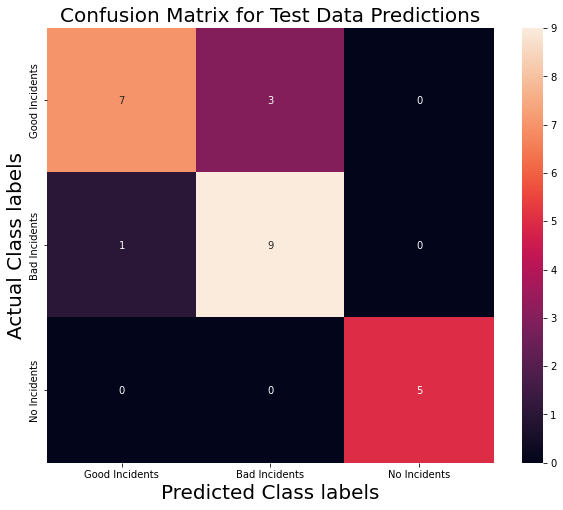 Confusion Matrix for Test Data Predictions
Actual Class labels
Good Incidents
7
3
0
Bad Incidents
1
9
0
No Incidents
0
0
5
Good Incidents
Bad Incidents
No Incidents
Predicted Class labels
9
8
7
6
5
4
3
2
1
0